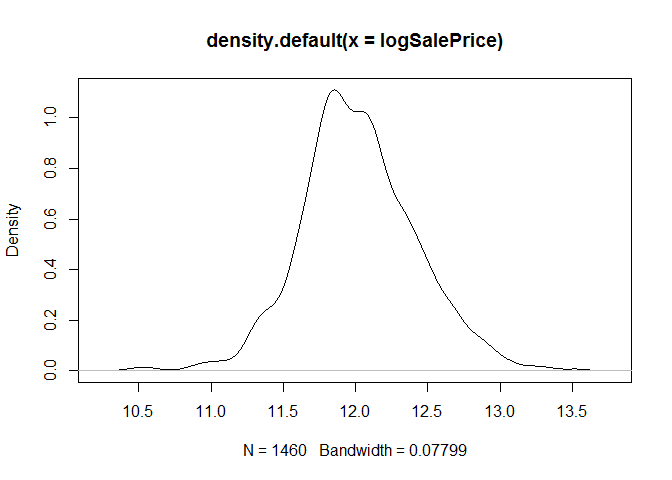 density.default(x = logSalePrice)
Density
0.0 0.2 0.4 0.6 0.8 1.0
10.5 11.0 11.5 12.0 12.5 13.0 13.5
N = 1460 Bandwidth = 0.07799